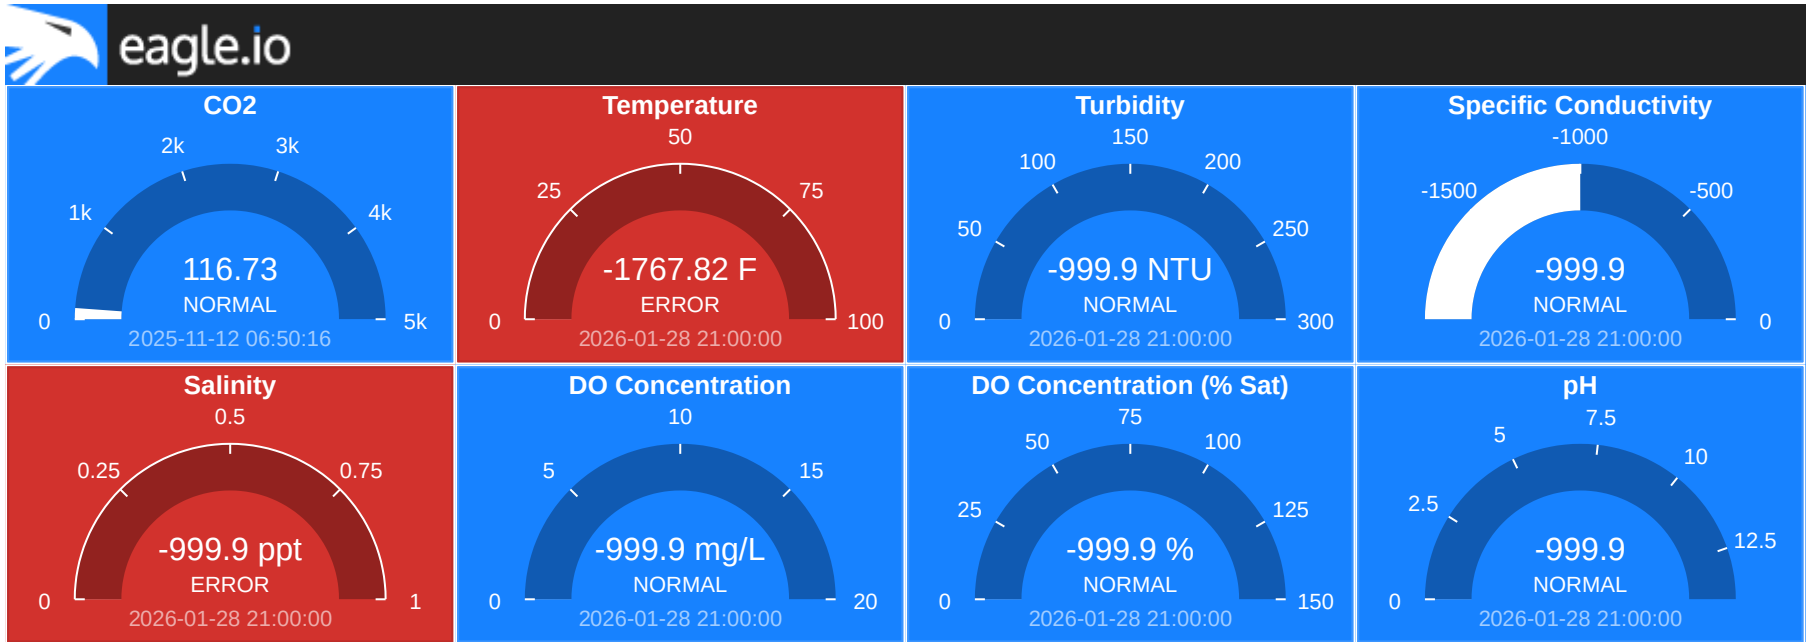 eagle.io
CO2
0
1k
2k
3k
4k
5k
116.73
NORMAL
2025-11-12 06:50:16
Temperature
0
25
50
75
100
-1767.82 F
ERROR
2026-01-28 21:00:00
Turbidity
0
50
100
150
200
250
300
-999.9 NTU
NORMAL
2026-01-28 21:00:00
Specific Conductivity
-1500
-1000
-500
0
-999.9
NORMAL
2026-01-28 21:00:00
Salinity
0
0.25
0.5
0.75
1
-999.9 ppt
ERROR
2026-01-28 21:00:00
DO Concentration
0
5
10
15
20
-999.9 mg/L
NORMAL
2026-01-28 21:00:00
DO Concentration (% Sat)
0
25
50
75
100
125
150
-999.9 %
NORMAL
2026-01-28 21:00:00
pH
0
2.5
5
7.5
10
12.5
-999.9
NORMAL
2026-01-28 21:00:00